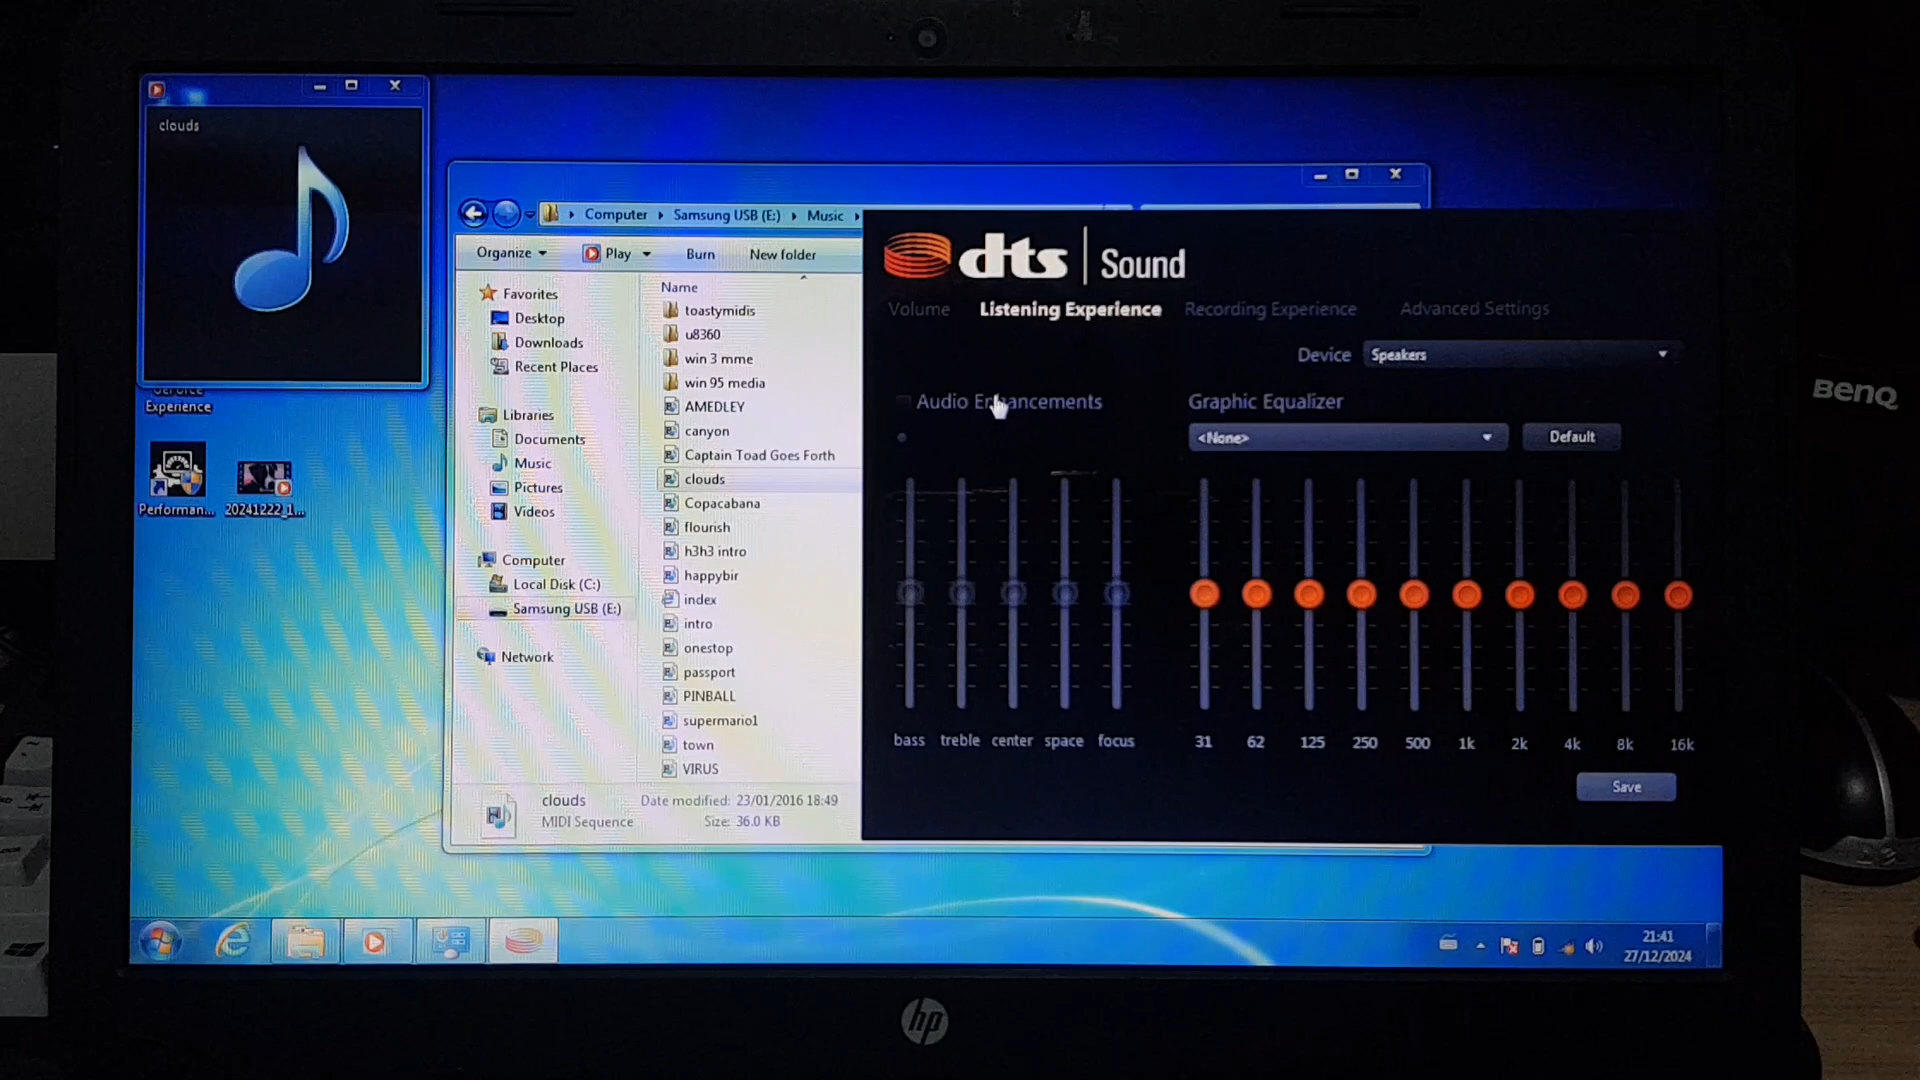 clouds
Experience
Performan...
20241222_1...
Computer
Samsung USB (E:)
Music
Organize
Play
Burn
New folder
Favorites
Desktop
Downloads
Recent Places
Libraries
Documents
Music
Pictures
Videos
Computer
Local Disk (C:)
Samsung USB (E:)
Network
Name
toastymidis
u8360
win 3 mme
win 95 media
AMEDLEY
canyon
Captain Toad Goes Forth
clouds
Copacabana
flourish
h3h3 intro
happybir
index
intro
onestop
passport
PINBALL
supermario1
town
VIRUS
clouds Date modified: 23/01/2016 18:49
MIDI Sequence Size: 36.0 KB
dts Sound
Volume Listening Experience Recording Experience Advanced Settings
Device Speakers
Audio Enhancements
Graphic Equalizer
<None> Default
bass treble center space focus
31 62 125 250 500 1k 2k 4k 8k 16k
Save
21:41
27/12/2024
hp
BenQ